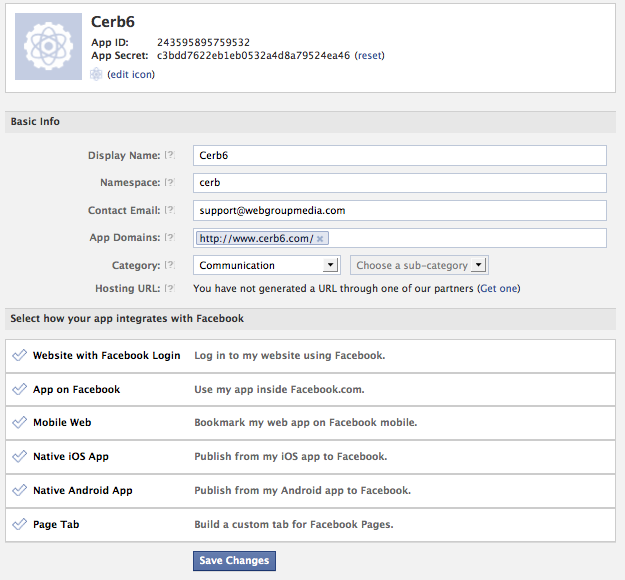 Cerb6
App ID: 243595895759532
App Secret: c3bdd7622eb1eb0532a4d8a79524ea46 (reset)
(edit icon)
Basic Info
Display Name: [?] Cerb6
Namespace: [?] cerb
Contact Email: [?] support@webgroupmedia.com
App Domains: [?] http://www.cerb6.com/ ×
Category: [?] Communication Choose a sub-category
Hosting URL: [?] You have not generated a URL through one of our partners (Get one)
Select how your app integrates with Facebook
Website with Facebook Login Log in to my website using Facebook.
App on Facebook Use my app inside Facebook.com.
Mobile Web Bookmark my web app on Facebook mobile.
Native iOS App Publish from my iOS app to Facebook.
Native Android App Publish from my Android app to Facebook.
Page Tab Build a custom tab for Facebook Pages.
Save Changes